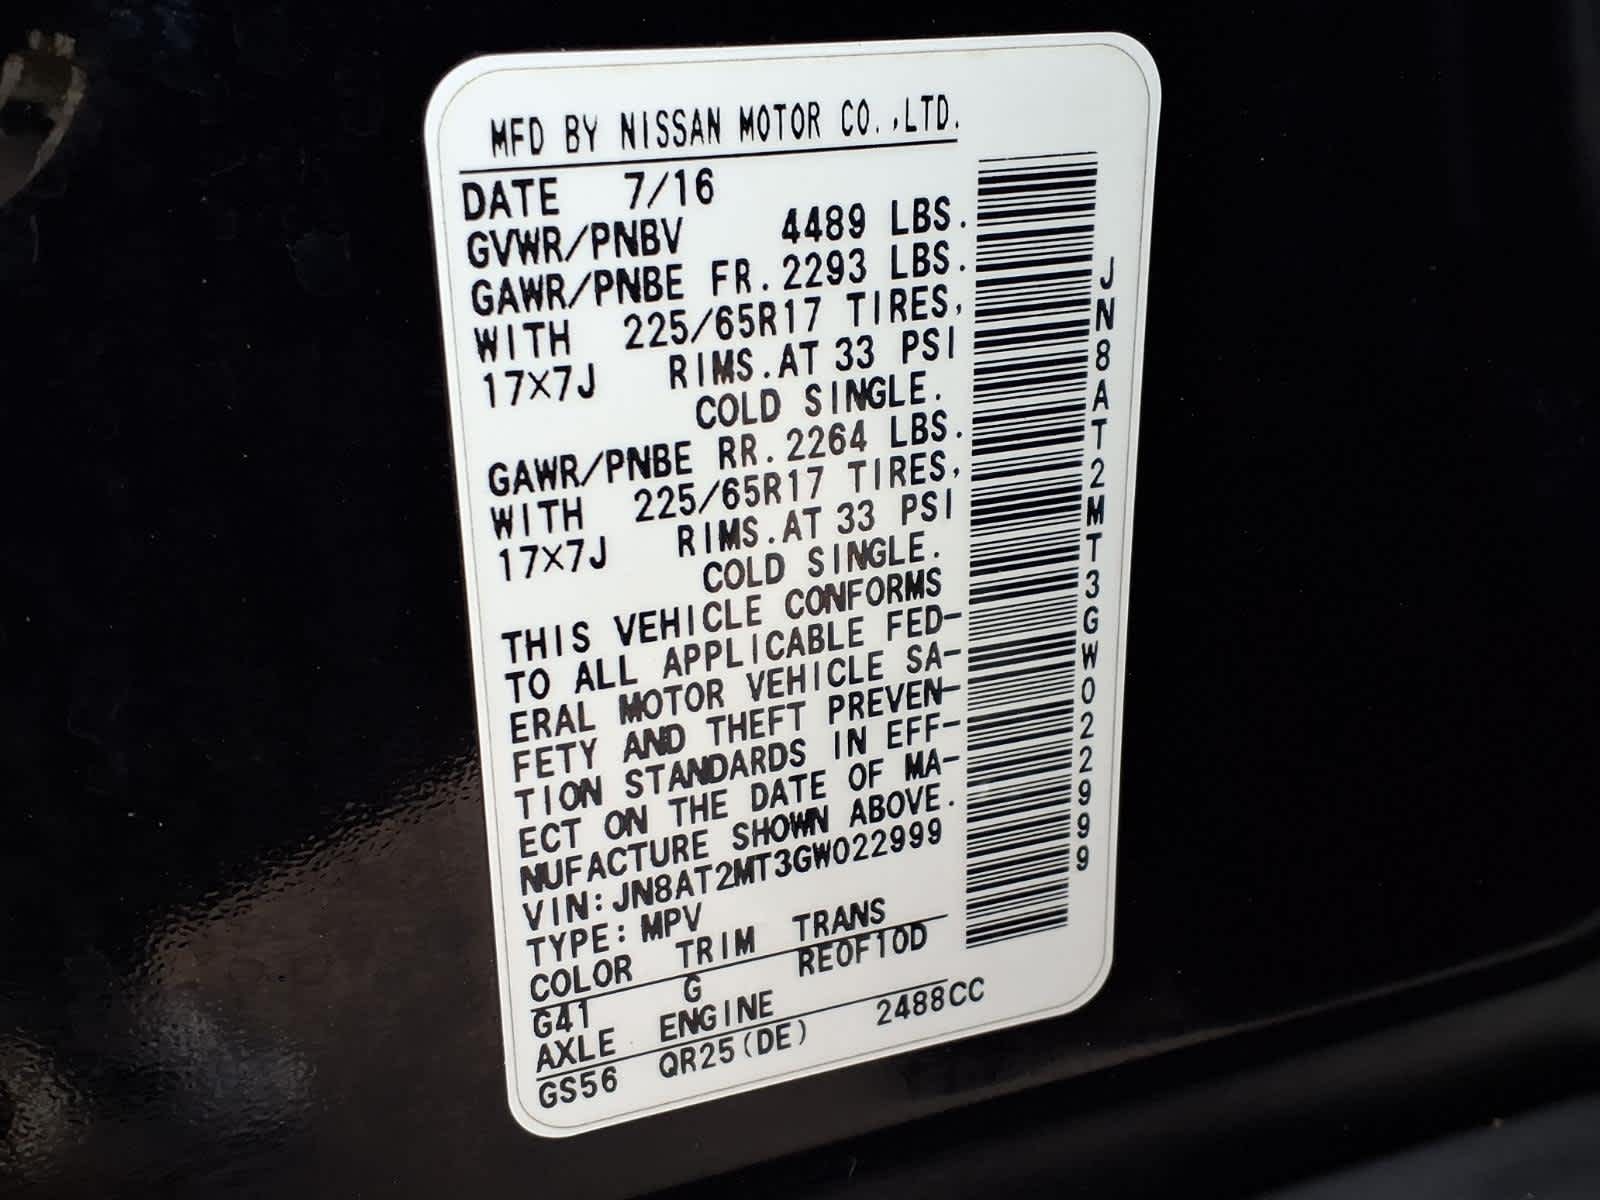 MFD BY NISSAN MOTOR CO.,LTD.
DATE 7/16
GVWR/PNBV 4489 LBS.
GAWR/PNBE FR.2293 LBS.
WITH 225/65R17 TIRES,
17X7J RIMS.AT 33 PSI
COLD SINGLE.
GAWR/PNBE RR.2264 LBS.
WITH 225/65R17 TIRES,
17X7J RIMS.AT 33 PSI
COLD SINGLE.
THIS VEHICLE CONFORMS
TO ALL APPLICABLE FED-
ERAL MOTOR VEHICLE SA-
FETY AND THEFT PREVEN-
TION STANDARDS IN EFF-
ECT ON THE DATE OF MA-
NUFACTURE SHOWN ABOVE.
VIN:JN8AT2MT3GW022999
TYPE:MPV
COLOR TRIM TRANS
G41 G RE0F10D
AXLE ENGINE
GS56 QR25(DE) 2488CC
JN8AT2MT3GW022999